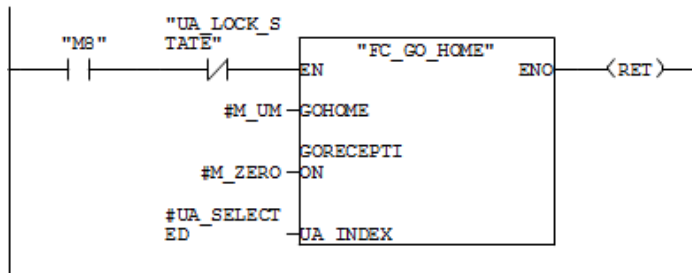 "UA_LOCK_S
"M8" TATE" "FC_GO_HOME"
EN ENO (RET)
#M_UM GOHOME
GORECEPTI
#M_ZERO ON
#UA_SELECT
ED UA_INDEX